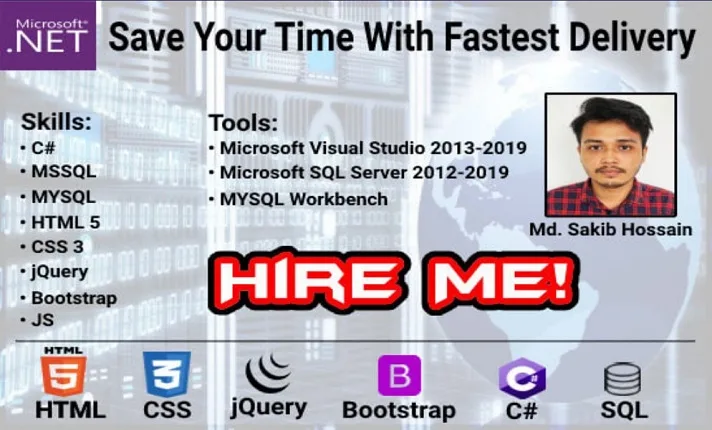 Microsoft®
.NET
Save Your Time With Fastest Delivery
Skills:
• C#
• MSSQL
• MYSQL
• HTML 5
• CSS 3
• jQuery
• Bootstrap
• JS
Tools:
• Microsoft Visual Studio 2013-2019
• Microsoft SQL Server 2012-2019
• MYSQL Workbench
Md. Sakib Hossain
HIRE ME!
HTML
5
3
B
C#
HTML
CSS
jQuery
Bootstrap
C#
SQL